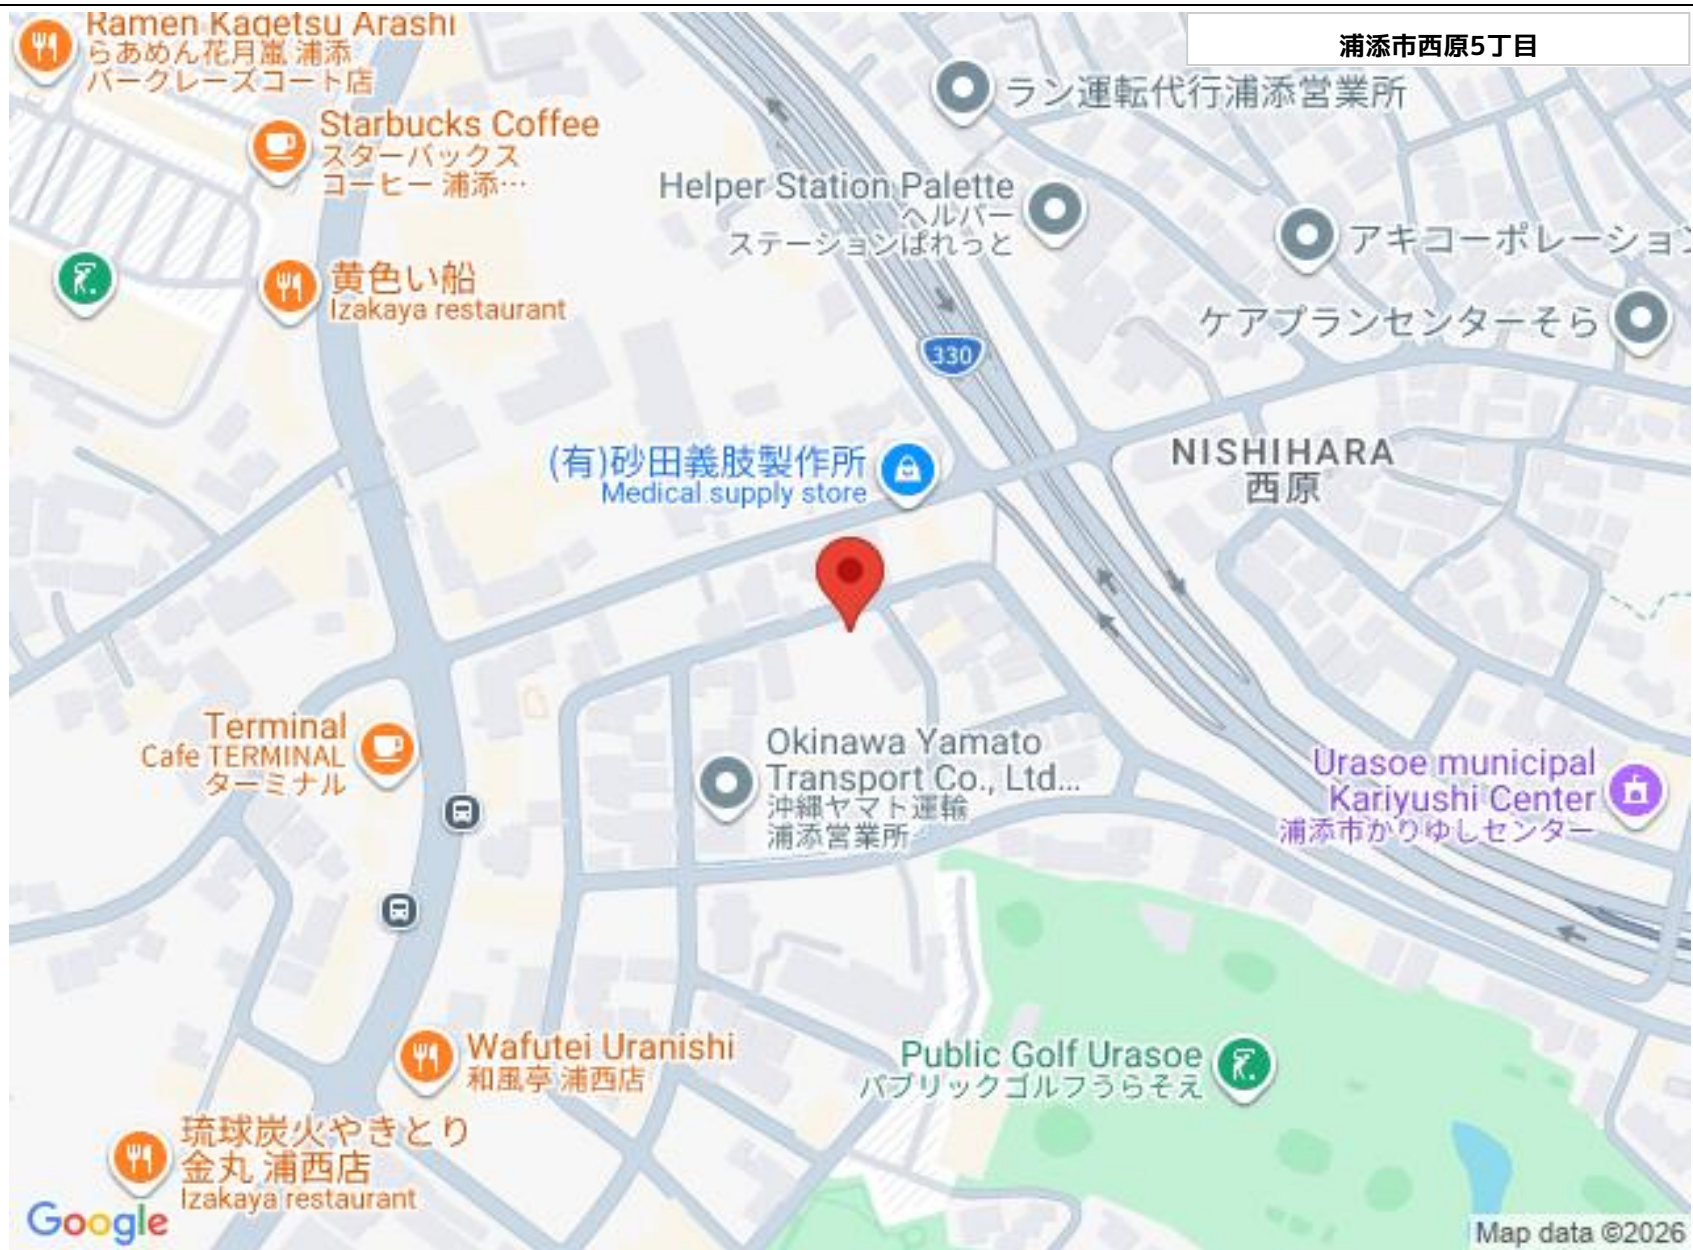 浦添市西原5丁目
Ramen Kagetsu Arashi
らあめん花月嵐 浦添
バークレーズコート店
Starbucks Coffee
スターバックス
コーヒー 浦添…
ラン運転代行浦添営業所
Helper Station Palette
ヘルパー
ステーションぱれっと
アキコーポレーション
黄色い船
Izakaya restaurant
330
ケアプランセンターそら
(有)砂田義肢製作所
Medical supply store
NISHIHARA
西原
Terminal
Cafe TERMINAL
ターミナル
Okinawa Yamato
Transport Co., Ltd...
沖縄ヤマト運輸
浦添営業所
Urasoe municipal
Kariyushi Center
浦添市かりゆしセンター
Wafutei Uranishi
和風亭 浦西店
Public Golf Urasoe
パブリックゴルフうらそえ
琉球炭火やきとり
金丸 浦西店
Izakaya restaurant
Google
Map data ©2026